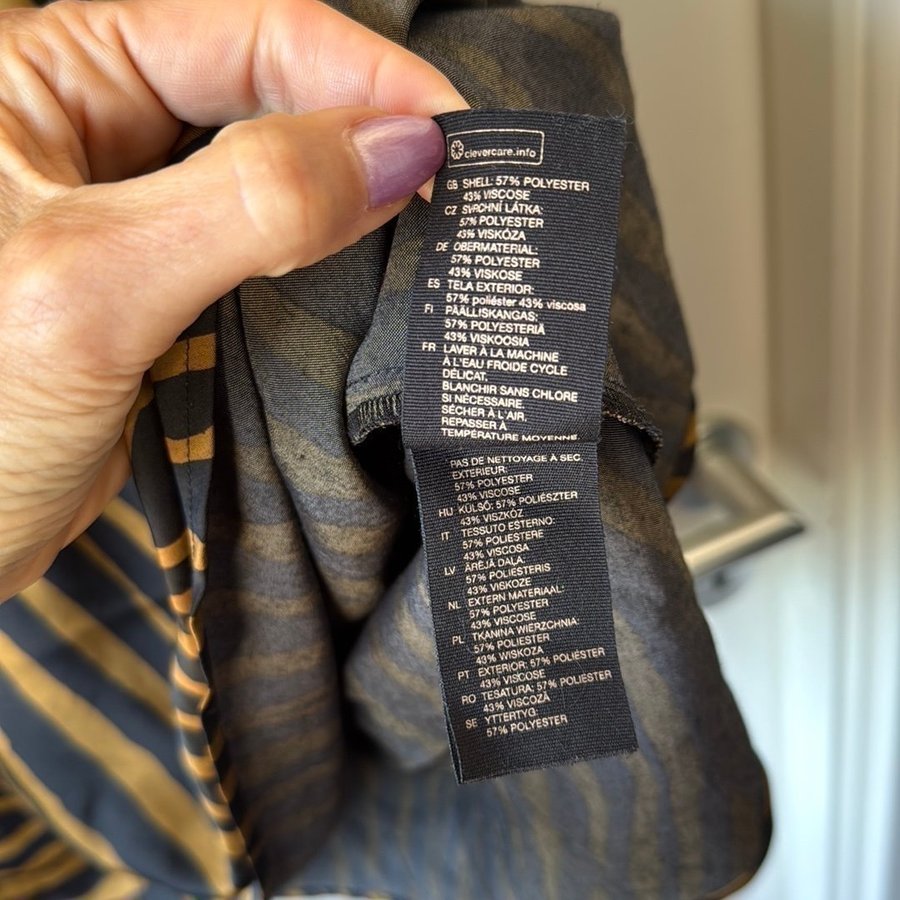 clevercare.info
GB SHELL: 57% POLYESTER
43% VISCOSE
CZ SVRCHNÍ LÁTKA:
57% POLYESTER
43% VISKÓZA
DE OBERMATERIAL:
57% POLYESTER
43% VISKOSE
ES TELA EXTERIOR:
57% poliéster 43% viscosa
FI PÄÄLLISKANGAS:
57% POLYESTERIÄ
43% VISKOOSIA
FR LAVER À LA MACHINE
À L'EAU FROIDE CYCLE
DÉLICAT.
BLANCHIR SANS CHLORE
SI NÉCESSAIRE.
SÉCHER À L'AIR.
REPASSER À
TEMPÉRATURE MOYENNE
PAS DE NETTOYAGE À SEC.
EXTERIEUR:
57% POLYESTER
43% VISCOSE
HU KÜLSŐ: 57% POLIÉSZTER
43% VISZKÓZ
IT TESSUTO ESTERNO:
57% POLIESTERE
43% VISCOSA
LV ĀRĒJĀ DAĻA:
57% POLIESTERIS
43% VISKOZE
NL EXTERN MATERIAAL:
57% POLYESTER
43% VISCOSE
PL TKANINA WIERZCHNIA:
57% POLIESTER
43% WISKOZA
PT EXTERIOR: 57% POLIÉSTER
43% VISCOSE
RO TESATURA: 57% POLIESTER
43% VISCOZĂ
SE YTTERTYG:
57% POLYESTER